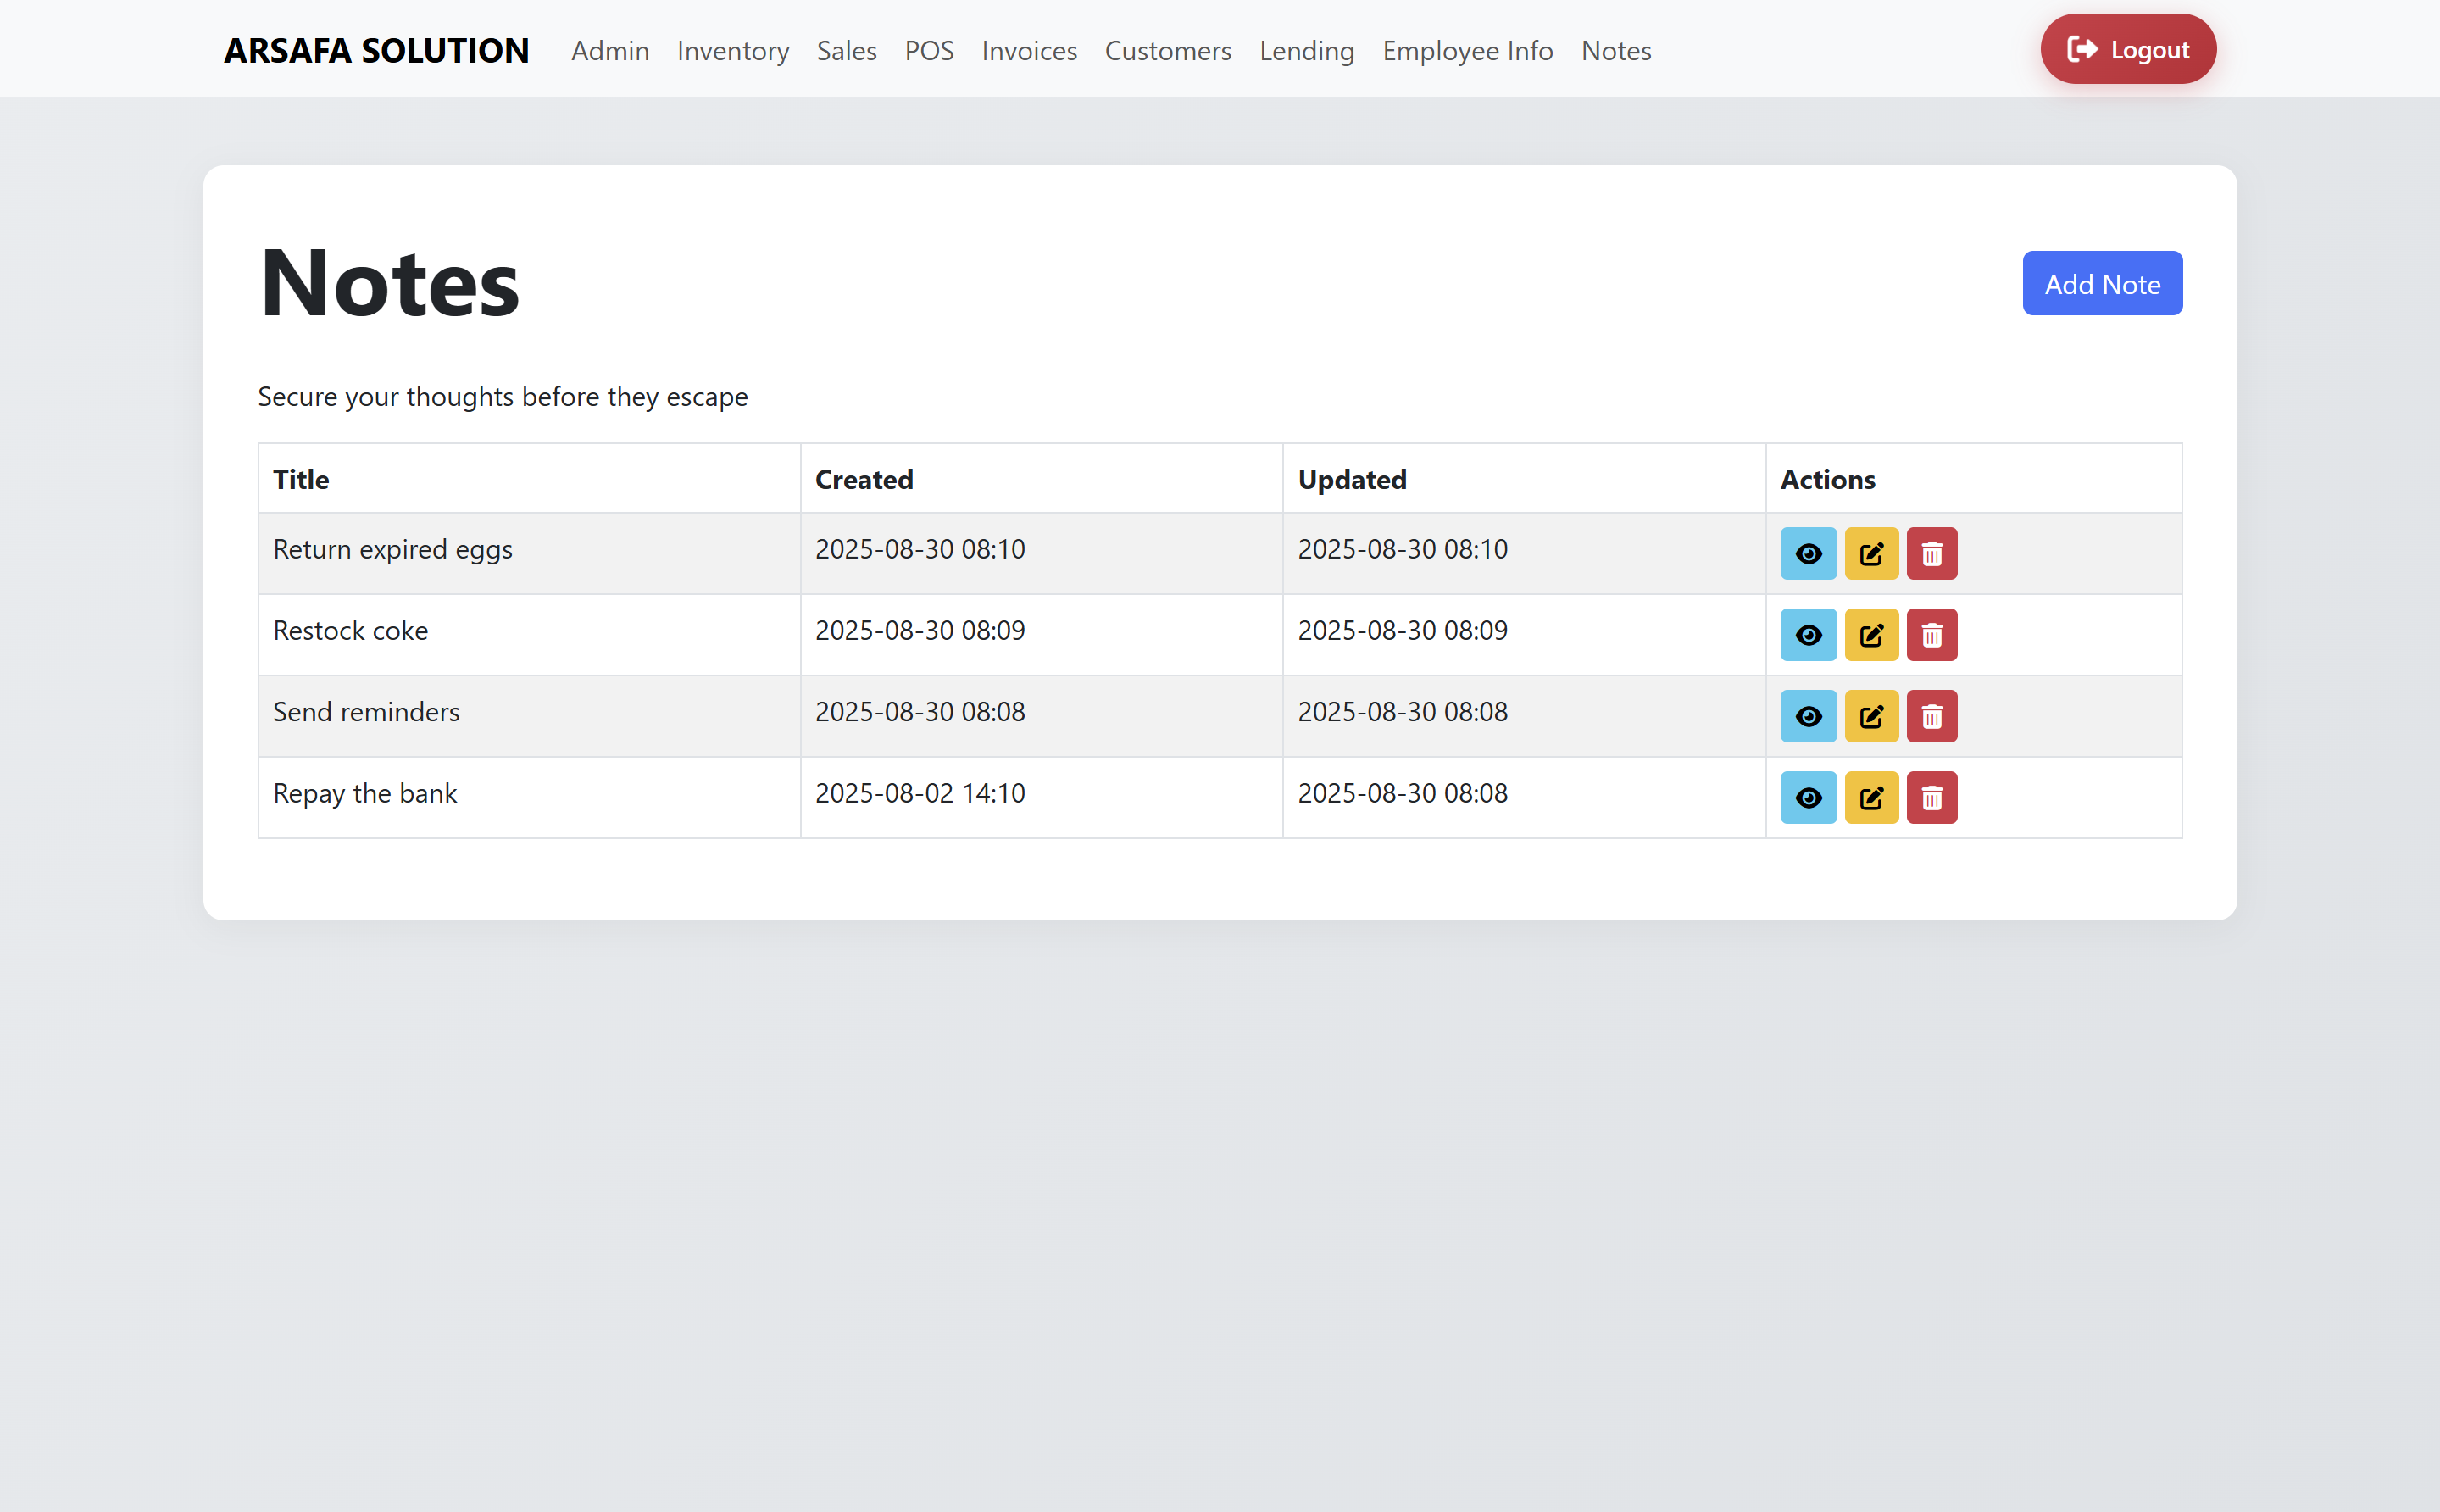 ARSAFA SOLUTION Admin Inventory Sales POS Invoices Customers Lending Employee Info Notes Logout
Notes
Add Note
Secure your thoughts before they escape
Title Created Updated Actions
Return expired eggs 2025-08-30 08:10 2025-08-30 08:10
Restock coke 2025-08-30 08:09 2025-08-30 08:09
Send reminders 2025-08-30 08:08 2025-08-30 08:08
Repay the bank 2025-08-02 14:10 2025-08-30 08:08